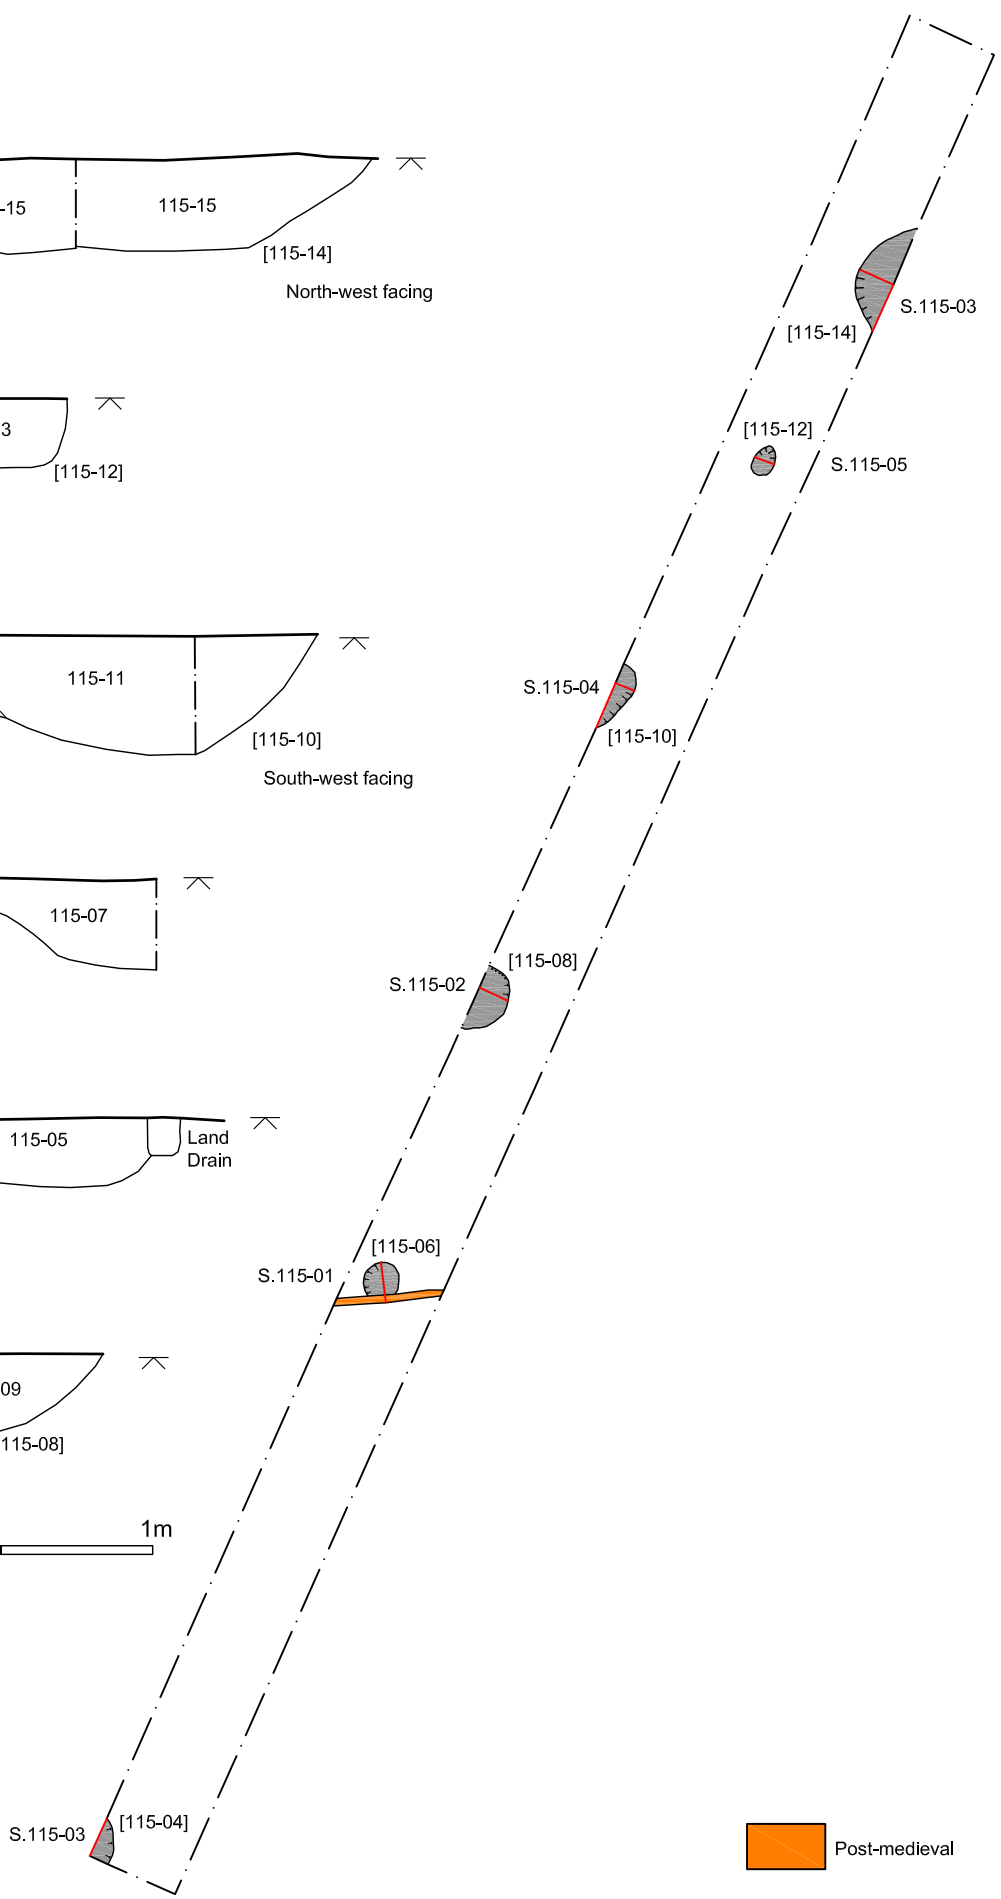 -15
115-15
[115-14]
North-west facing
S.115-03
[115-14]
3
[115-12]
[115-12]
S.115-05
115-11
[115-10]
South-west facing
S.115-04
[115-10]
115-07
S.115-02
[115-08]
115-05
Land
Drain
S.115-01
[115-06]
09
115-08]
1m
S.115-03
[115-04]
Post-medieval